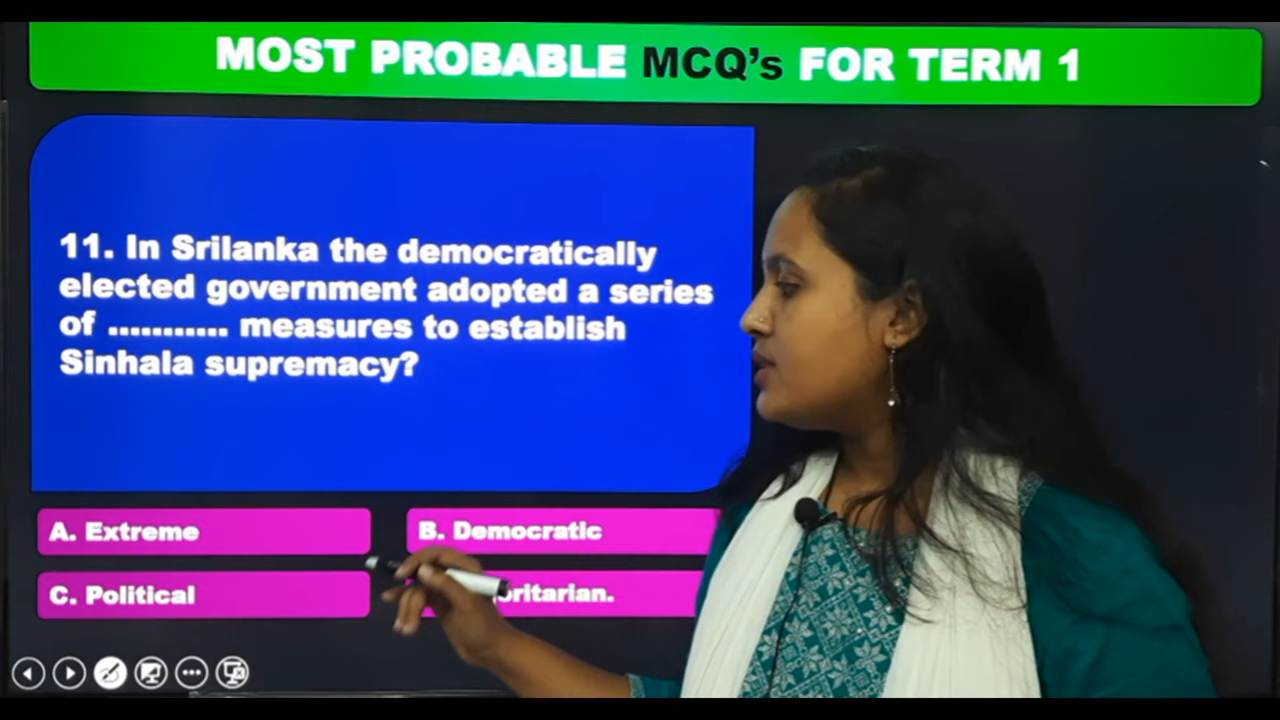 MOST PROBABLE MCQ's FOR TERM 1
11. In Srilanka the democratically
elected government adopted a series
of ........... measures to establish
Sinhala supremacy?
A. Extreme
B. Democratic
C. Political